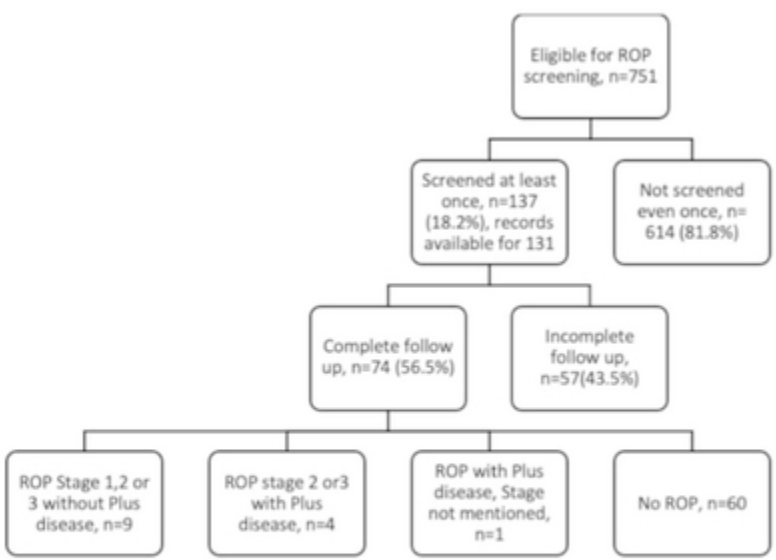 Eligible for ROP
screening, n=751
Screened at least
once, n=137
(18.2%), records
available for 131
Not screened
even once, n=
614 (81.8%)
Complete follow
up, n=74 (56.5%)
Incomplete
follow up,
n=57(43.5%)
ROP Stage 1,2 or
3 without Plus
disease, n=9
ROP stage 2 or3
with Plus
disease, n=4
ROP with Plus
disease, Stage
not mentioned,
n=1
No ROP, n=60